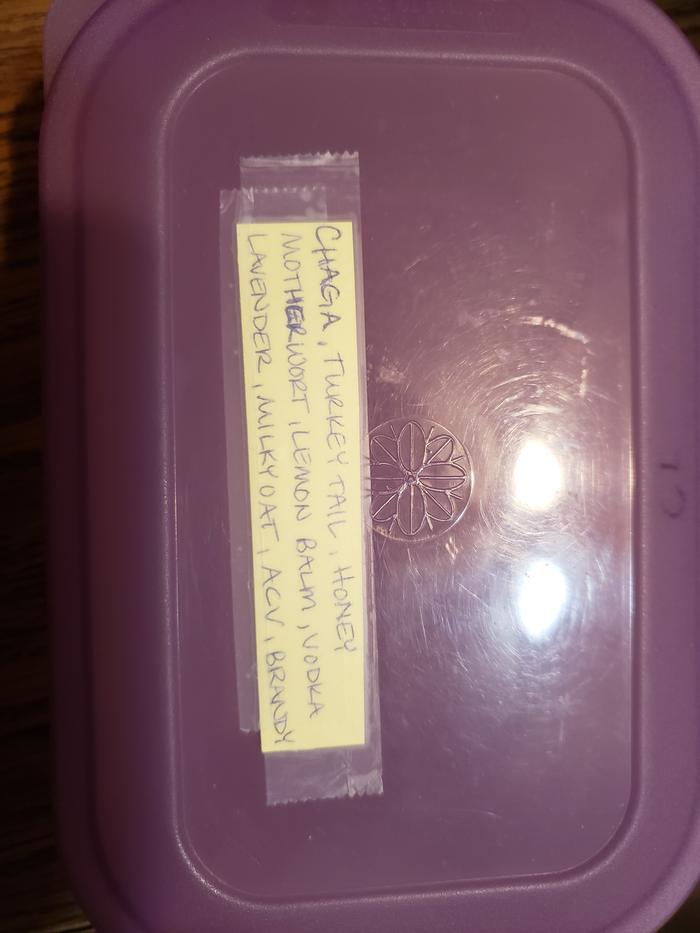 CHAGA, TURKEY TAIL, HONEY
MOTHERWORT, LEMON BALM, VODKA
LAVENDER, MILKY OAT, ACV, BRANDY